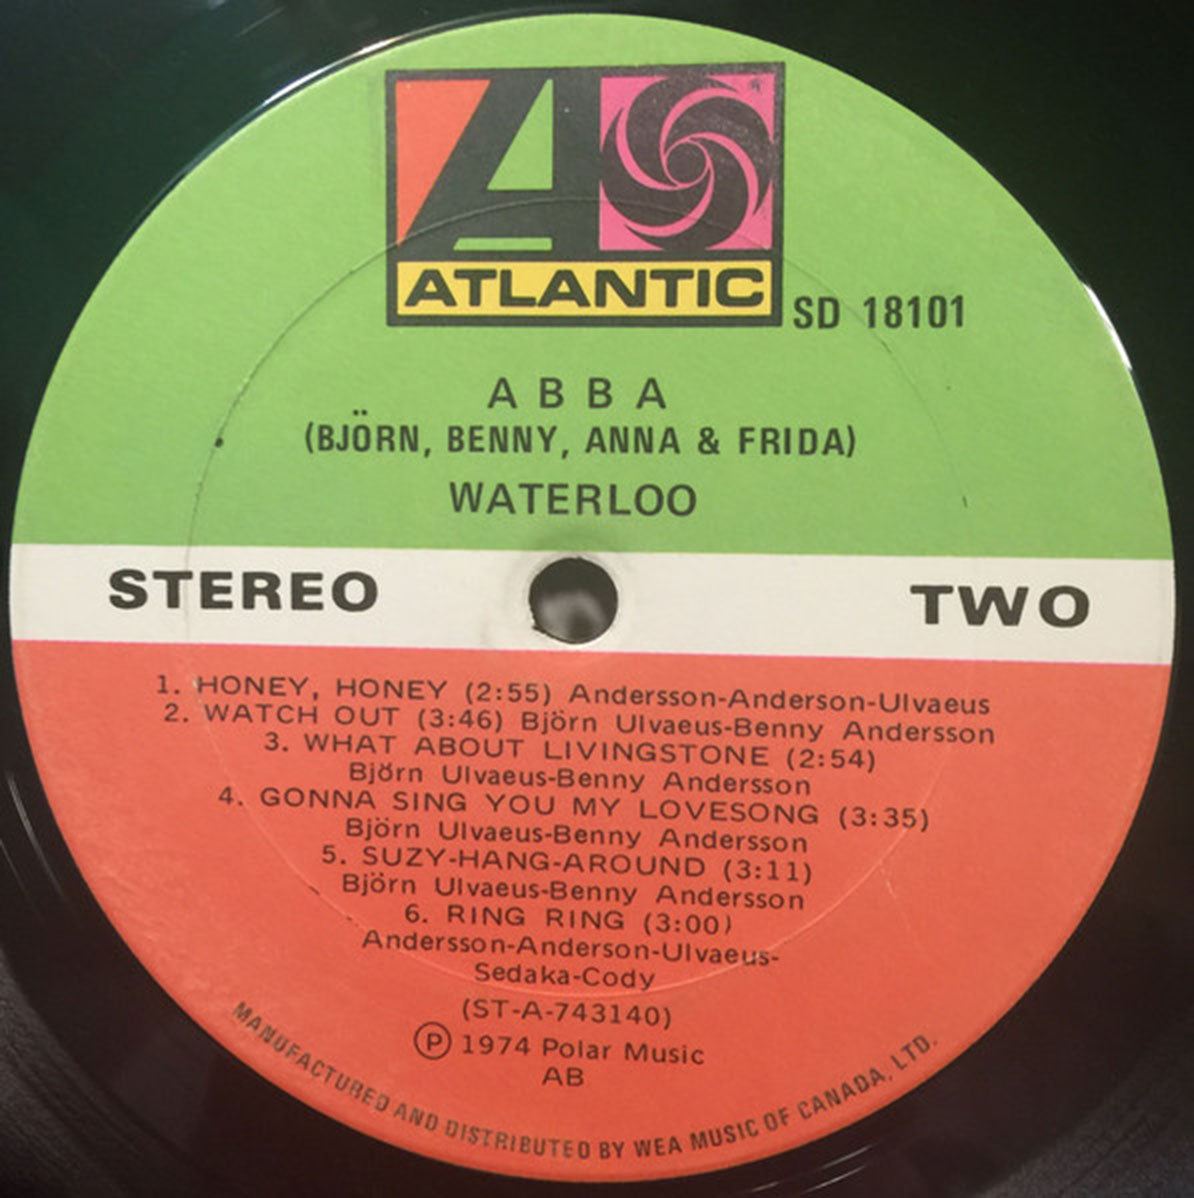 ATLANTIC
SD 18101
ABBA
(BJÖRN, BENNY, ANNA & FRIDA)
WATERLOO
STEREO
TWO
1. HONEY, HONEY (2:55) Andersson-Anderson-Ulvaeus
2. WATCH OUT (3:46) Björn Ulvaeus-Benny Andersson
3. WHAT ABOUT LIVINGSTONE (2:54)
Björn Ulvaeus-Benny Andersson
4. GONNA SING YOU MY LOVESONG (3:35)
Björn Ulvaeus-Benny Andersson
5. SUZY-HANG-AROUND (3:11)
Björn Ulvaeus-Benny Andersson
6. RING RING (3:00)
Andersson-Anderson-Ulvaeus-
Sedaka-Cody
(ST-A-743140)
Ⓟ 1974 Polar Music
AB
MANUFACTURED AND DISTRIBUTED BY WEA MUSIC OF CANADA, LTD.